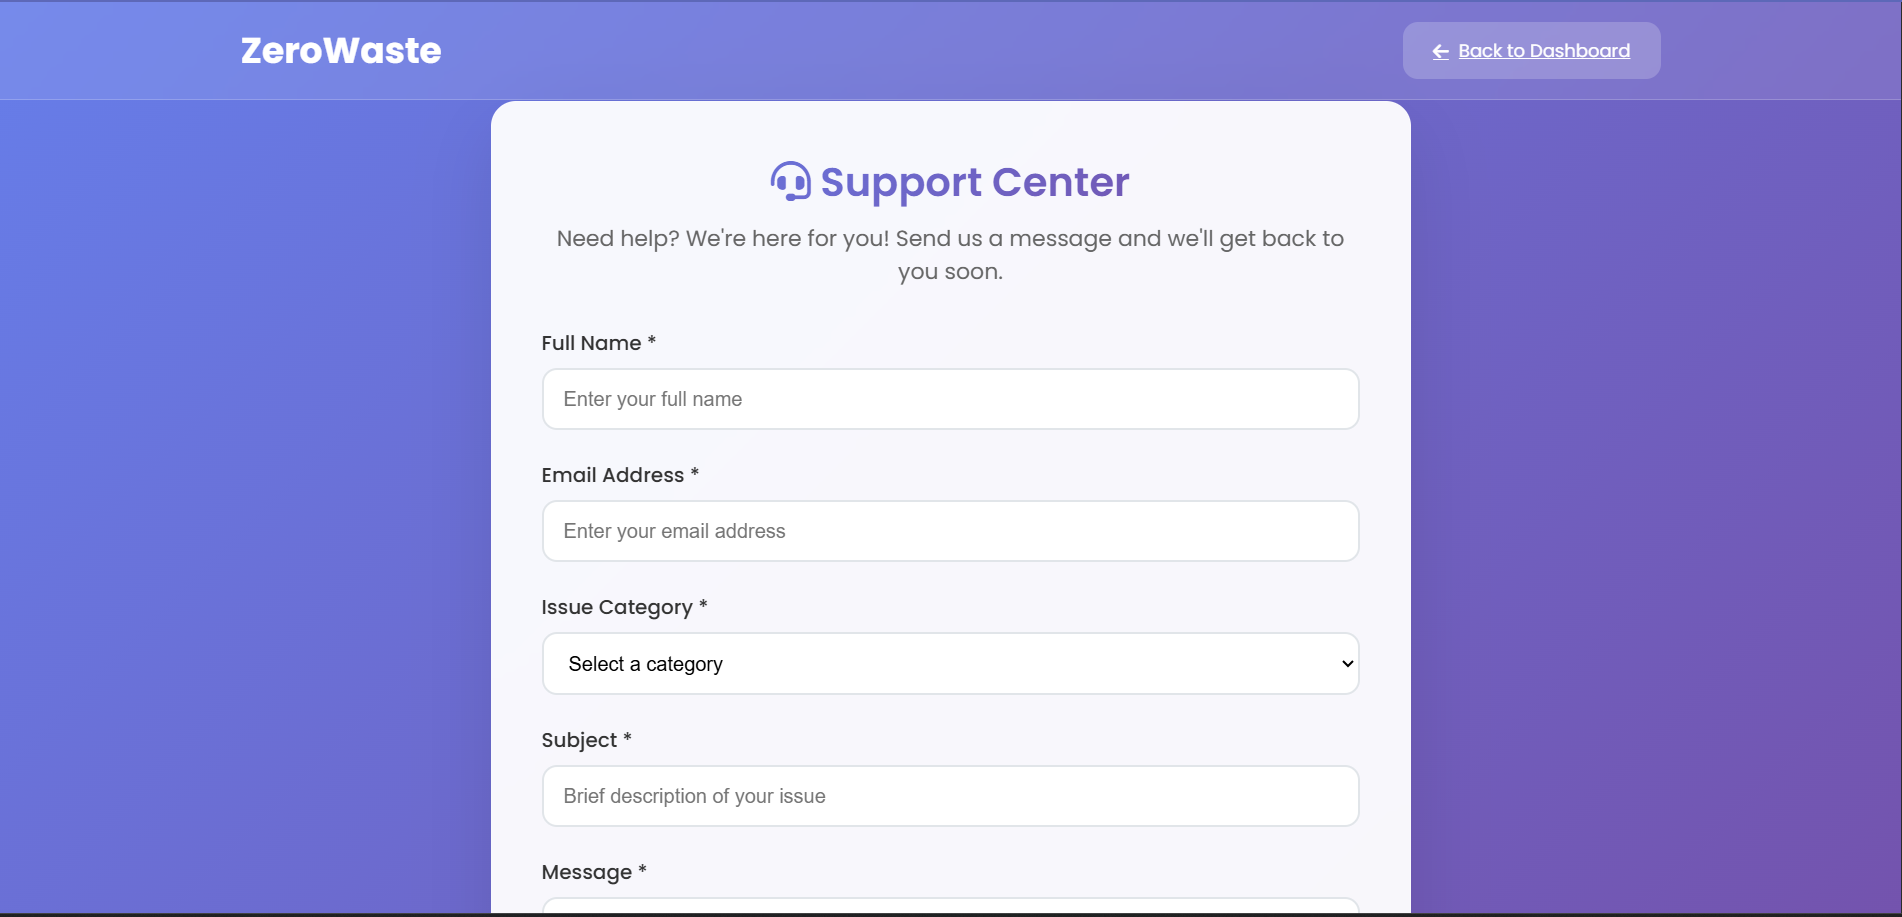 ZeroWaste
Back to Dashboard
Support Center
Need help? We're here for you! Send us a message and we'll get back to
you soon.
Full Name *
Enter your full name
Email Address *
Enter your email address
Issue Category *
Select a category
Subject *
Brief description of your issue
Message *